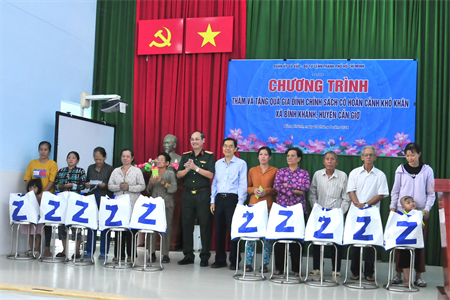 CHƯƠNG TRÌNH
THĂM VÀ TẶNG QUÀ GIA ĐÌNH CHÍNH SÁCH CÓ HOÀN CẢNH KHÓ KHĂN
XÃ BÌNH KHÁNH, HUYỆN CẦN GIỜ
Z Z Z Z Z Z Z Z Z